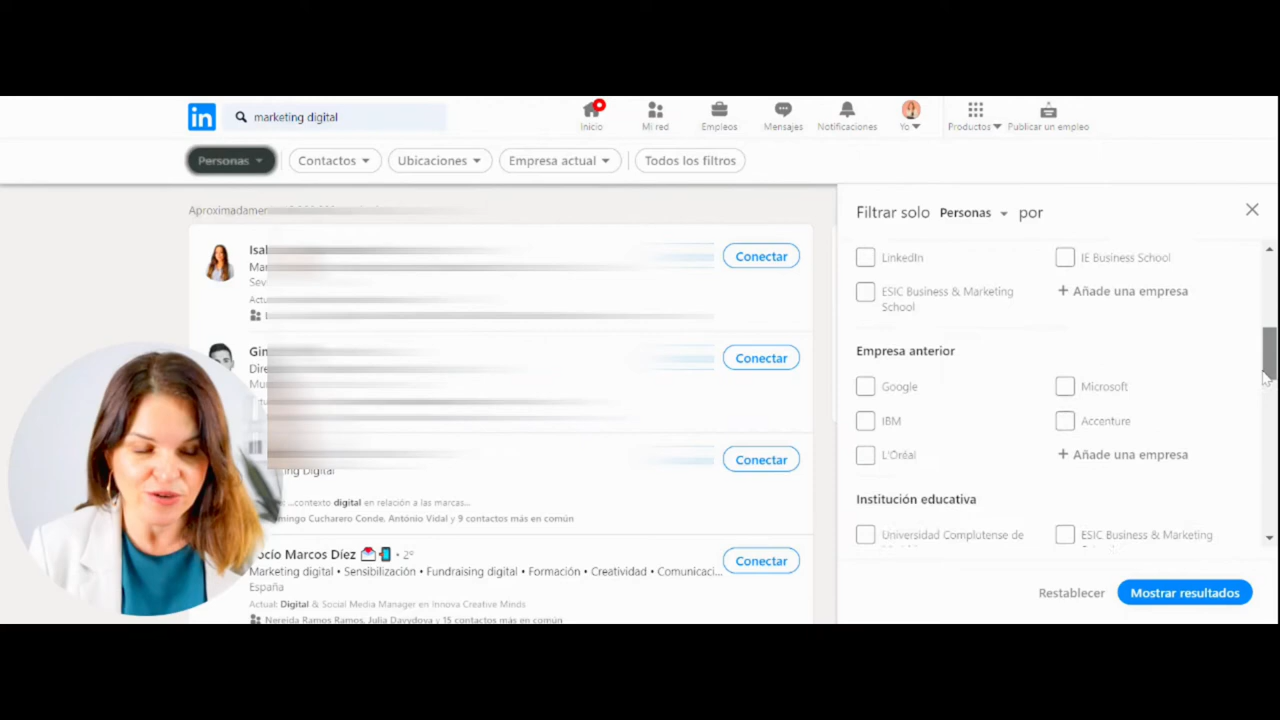 in
marketing digital
Inicio
Mi red
Empleos
Mensajes
Notificaciones
Yo
Productos
Publicar un empleo
Personas
Contactos
Ubicaciones
Empresa actual
Todos los filtros
Filtrar solo Personas por
Conectar
LinkedIn
IE Business School
ESIC Business & Marketing
School
+ Añade una empresa
Empresa anterior
Conectar
Google
Microsoft
IBM
Accenture
L'Oréal
+ Añade una empresa
Conectar
Digital
...contexto digital en relación a las marcas...
Cucharero Conde, António Vidal y 9 contactos más en común
Institución educativa
Universidad Complutense de
ESIC Business & Marketing
Marcos Díez • 2º
Conectar
Marketing digital • Sensibilización • Fundraising digital • Formación • Creatividad • Comunicaci...
España
Actual: Digital & Social Media Manager en Innova Creative Minds
Nereida Ramos Ramos, Julia Davydova y 15 contactos más en común
Restablecer
Mostrar resultados